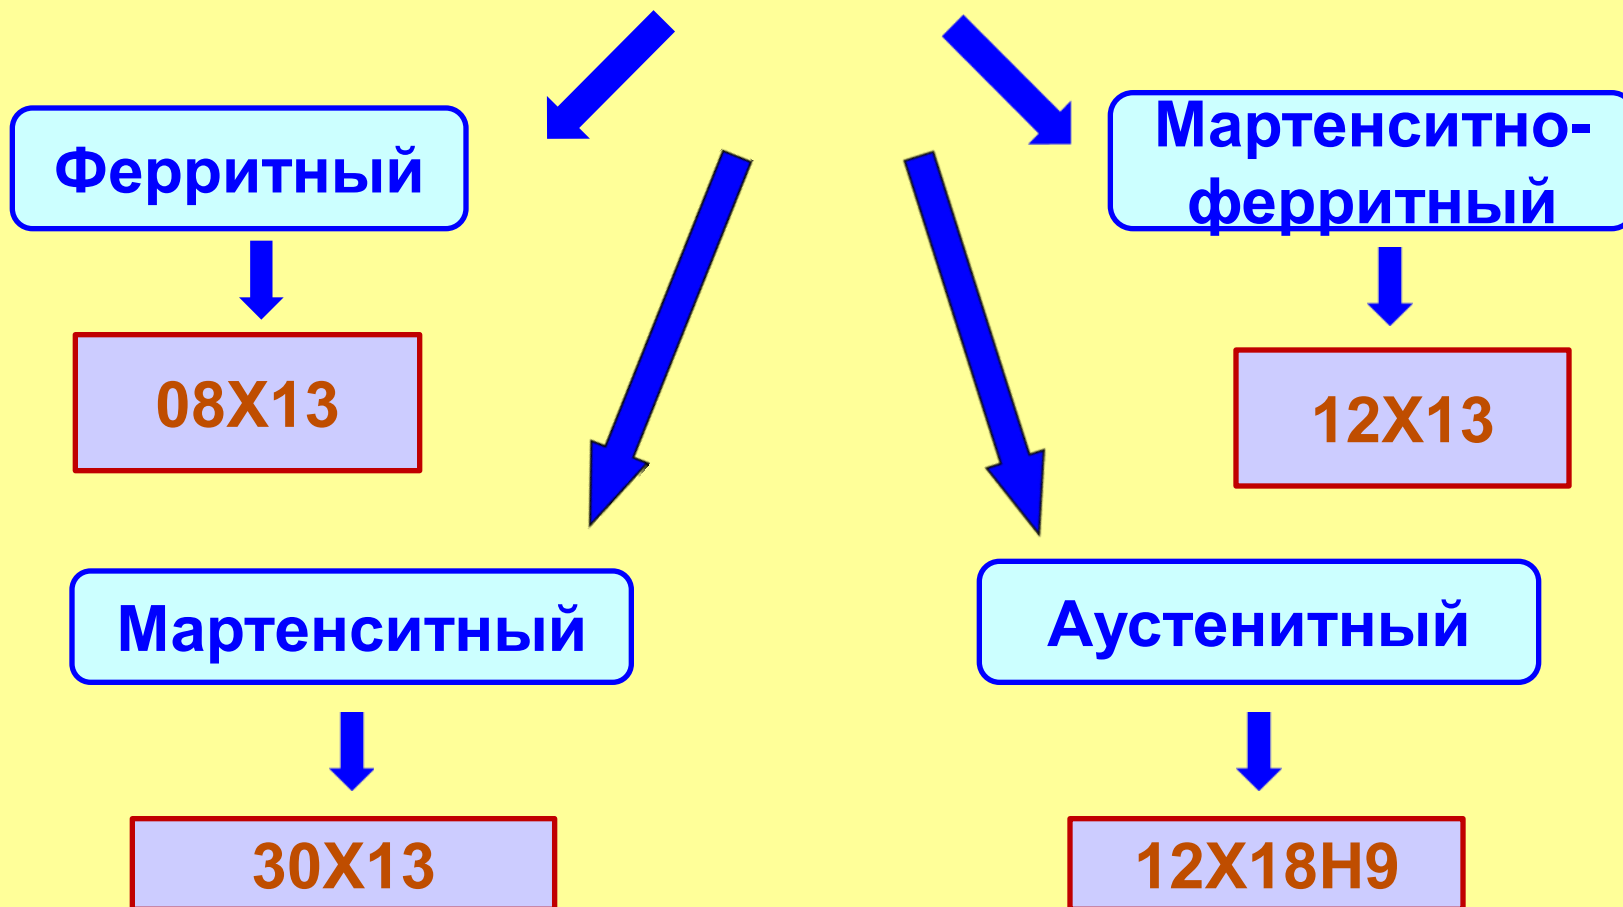 Ферритный
Мартенситно-
ферритный
08Х13
12Х13
Мартенситный
Аустенитный
30Х13
12Х18Н9